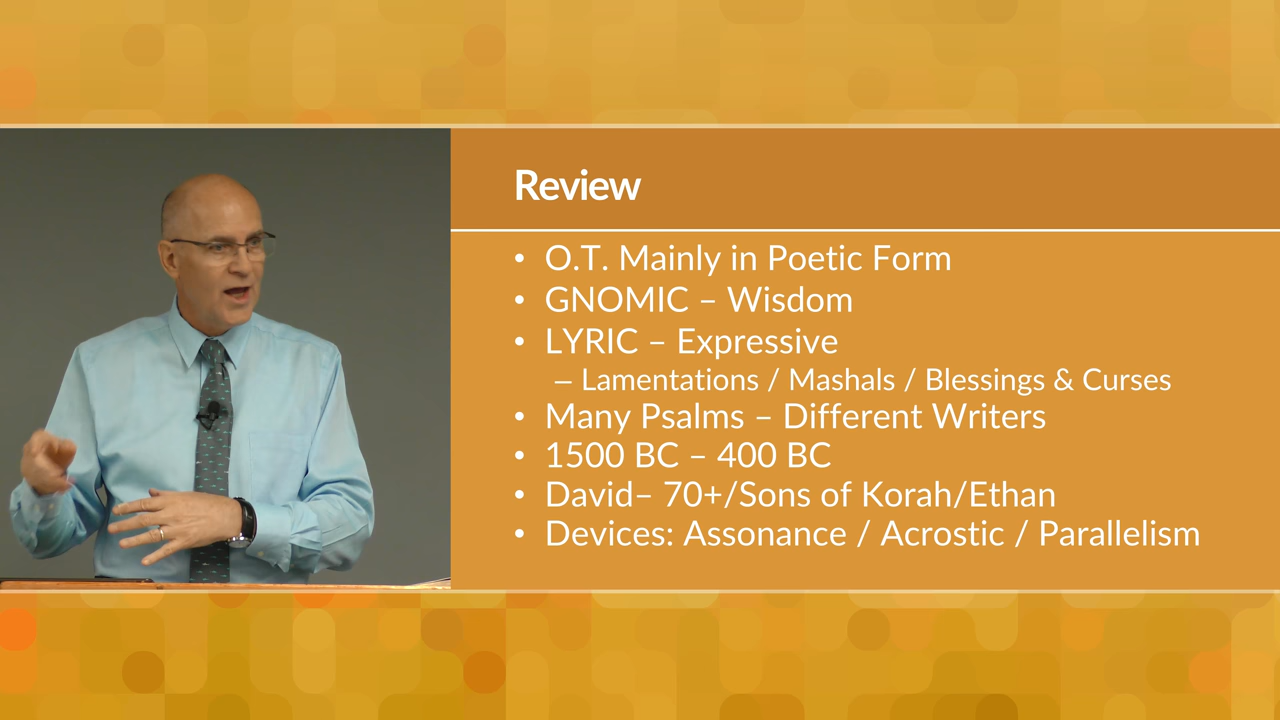 Review
• O.T. Mainly in Poetic Form
• GNOMIC – Wisdom
• LYRIC – Expressive
– Lamentations / Mashals / Blessings & Curses
• Many Psalms – Different Writers
• 1500 BC – 400 BC
• David– 70+/Sons of Korah/Ethan
• Devices: Assonance / Acrostic / Parallelism